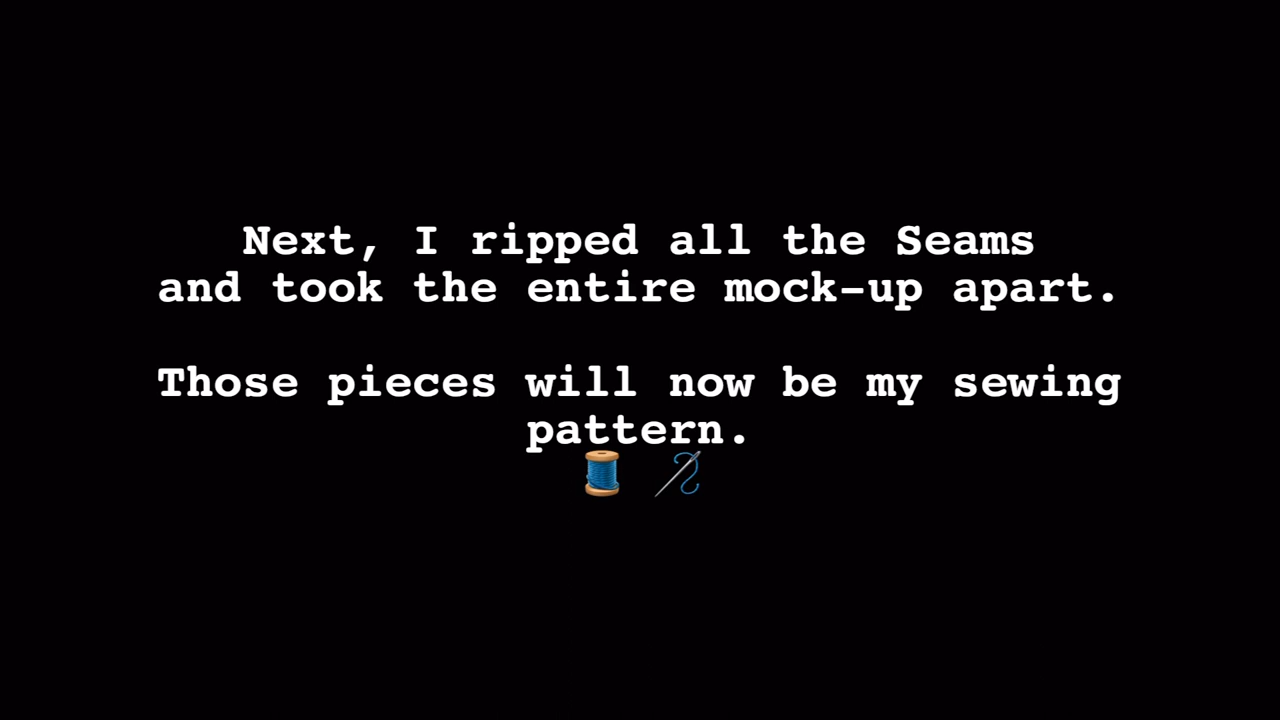 Next, I ripped all the Seams
and took the entire mock-up apart.
Those pieces will now be my sewing
pattern.
🧵 🪡